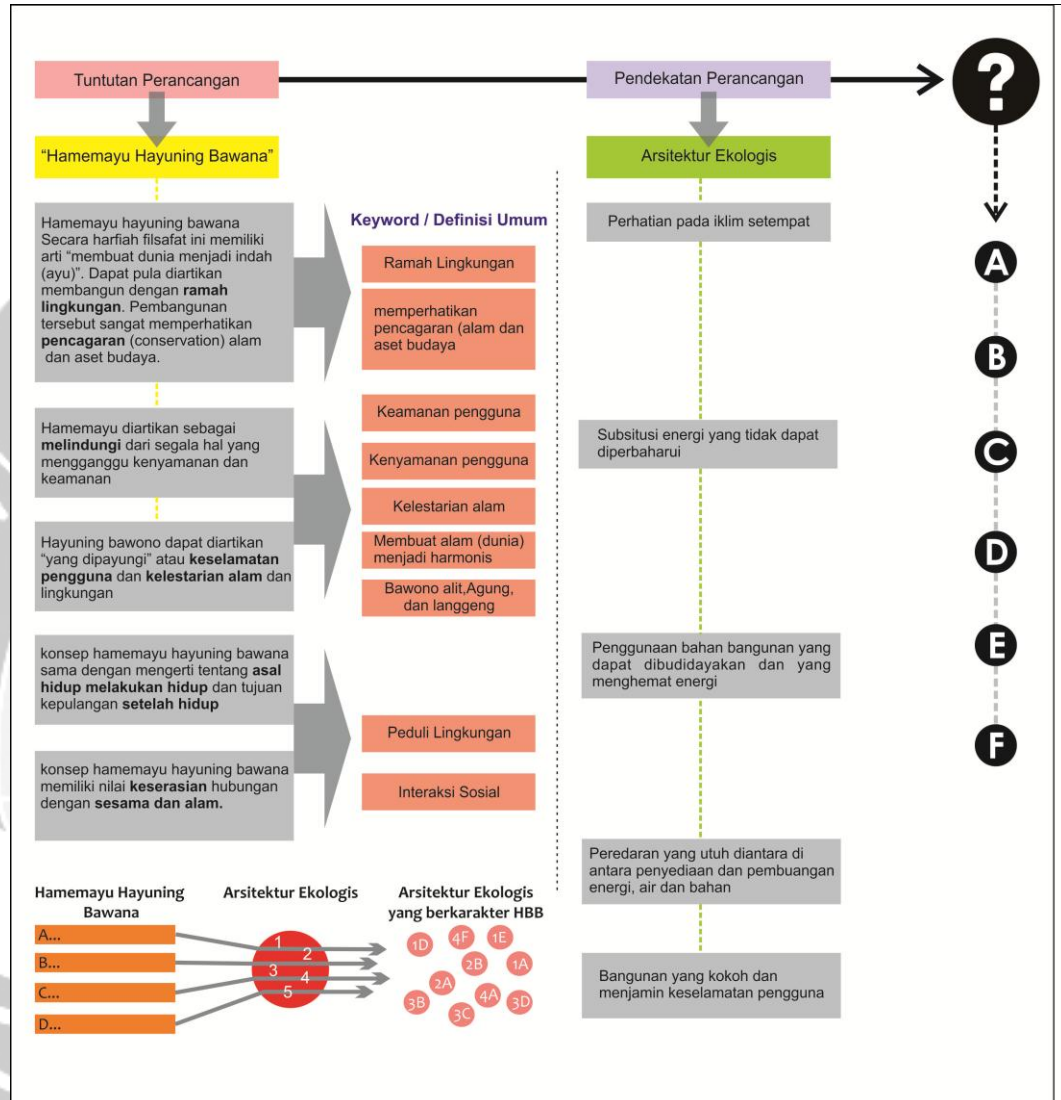 Tuntutan Perancangan
Pendekatan Perancangan
?
"Hamemayu Hayuning Bawana"
Arsitektur Ekologis
Hamemayu hayuning bawana
Secara harfiah filsafat ini memiliki
arti "membuat dunia menjadi indah
(ayu)". Dapat pula diartikan
membangun dengan ramah
lingkungan. Pembangunan
tersebut sangat memperhatikan
pencagaran (conservation) alam
dan aset budaya.
Hamemayu diartikan sebagai
melindungi dari segala hal yang
mengganggu kenyamanan dan
keamanan
Hayuning bawono dapat diartikan
"yang dipayungi" atau keselamatan
pengguna dan kelestarian alam dan
lingkungan
konsep hamemayu hayuning bawana
sama dengan mengerti tentang asal
hidup melakukan hidup dan tujuan
kepulangan setelah hidup
konsep hamemayu hayuning bawana
memiliki nilai keserasian hubungan
dengan sesama dan alam.
Keyword / Definisi Umum
Ramah Lingkungan
memperhatikan
pencagaran (alam dan
aset budaya
Keamanan pengguna
Kenyamanan pengguna
Kelestarian alam
Membuat alam (dunia)
menjadi harmonis
Bawono alit,Agung,
dan langgeng
Peduli Lingkungan
Interaksi Sosial
Perhatian pada iklim setempat
Subsitusi energi yang tidak dapat
diperbaharui
Penggunaan bahan bangunan yang
dapat dibudidayakan dan yang
menghemat energi
Peredaran yang utuh diantara di
antara penyediaan dan pembuangan
energi, air dan bahan
Bangunan yang kokoh dan
menjamin keselamatan pengguna
A
B
C
D
E
F
Hamemayu Hayuning
Bawana
A...
B...
C...
D...
Arsitektur Ekologis
1
2
3
4
5
Arsitektur Ekologis
yang berkarakter HBB
1D
4F
1E
2B
1A
2A
3B
4A
3D
3C